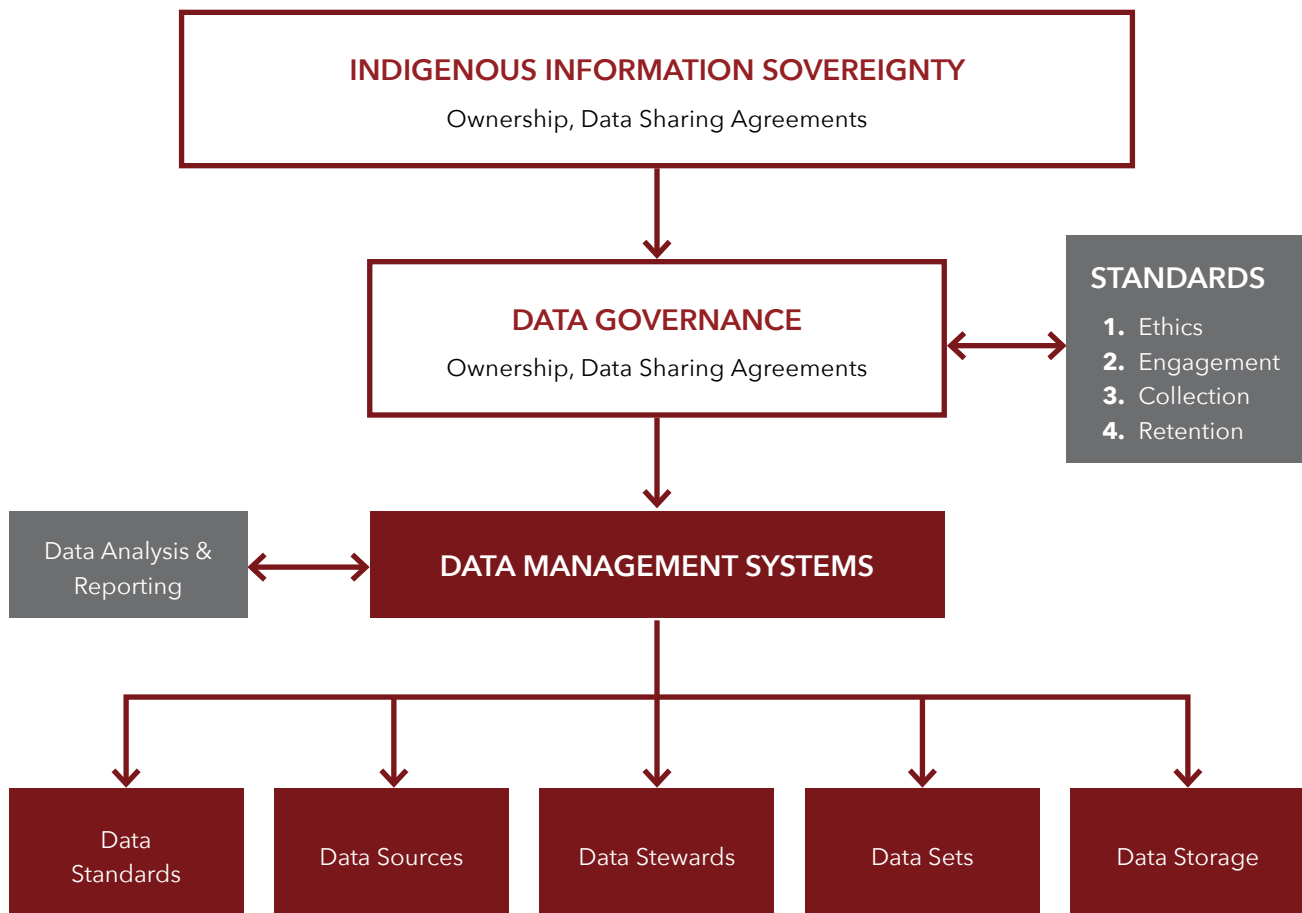 INDIGENOUS INFORMATION SOVEREIGNTY
Ownership, Data Sharing Agreements
DATA GOVERNANCE
Ownership, Data Sharing Agreements
STANDARDS
1. Ethics
2. Engagement
3. Collection
4. Retention
Data Analysis &
Reporting
DATA MANAGEMENT SYSTEMS
Data
Standards
Data Sources
Data Stewards
Data Sets
Data Storage